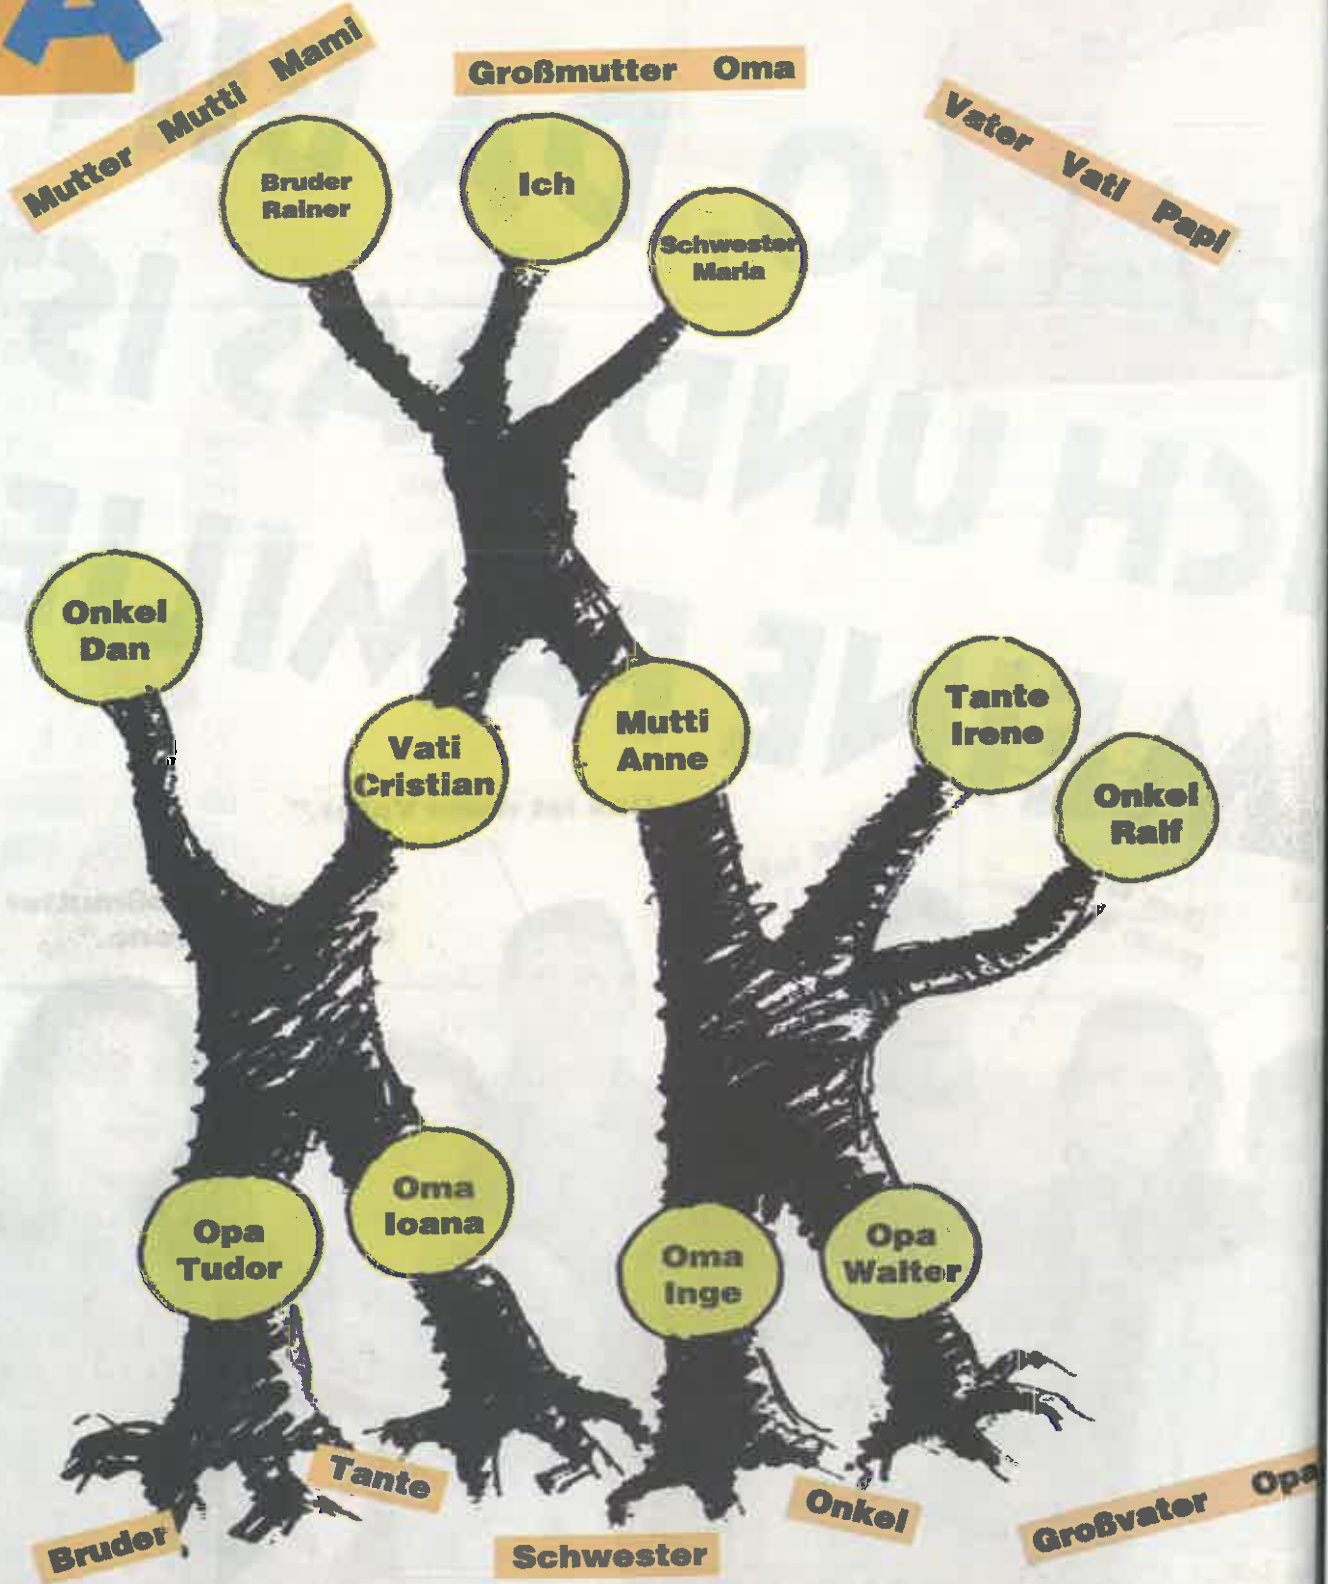 A
Mutter Mutti Mami
Großmutter Oma
Vater Vati Papi
Bruder
Rainer
Ich
Schwester
Maria
Onkel
Dan
Vati
Cristian
Mutti
Anne
Tante
Irene
Onkel
Ralf
Opa
Tudor
Oma
Ioana
Oma
Inge
Opa
Walter
Tante
Bruder
Schwester
Onkel
Großvater Opa